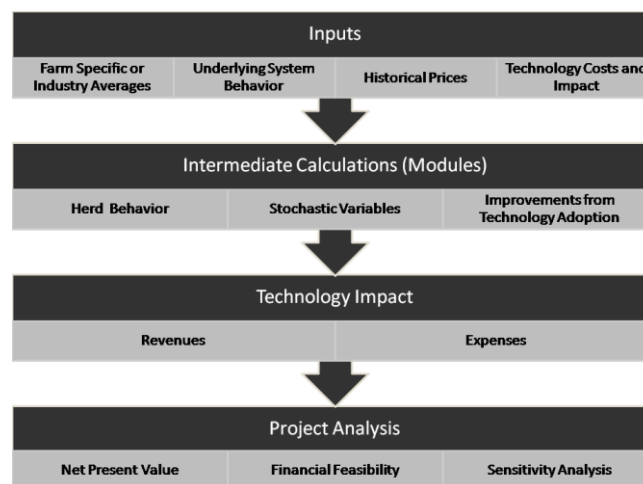 Inputs
Farm Specific or
Industry Averages
Underlying System
Behavior
Historical Prices
Technology Costs and
Impact
Intermediate Calculations (Modules)
Herd Behavior
Stochastic Variables
Improvements from
Technology Adoption
Technology Impact
Revenues
Expenses
Project Analysis
Net Present Value
Financial Feasibility
Sensitivity Analysis